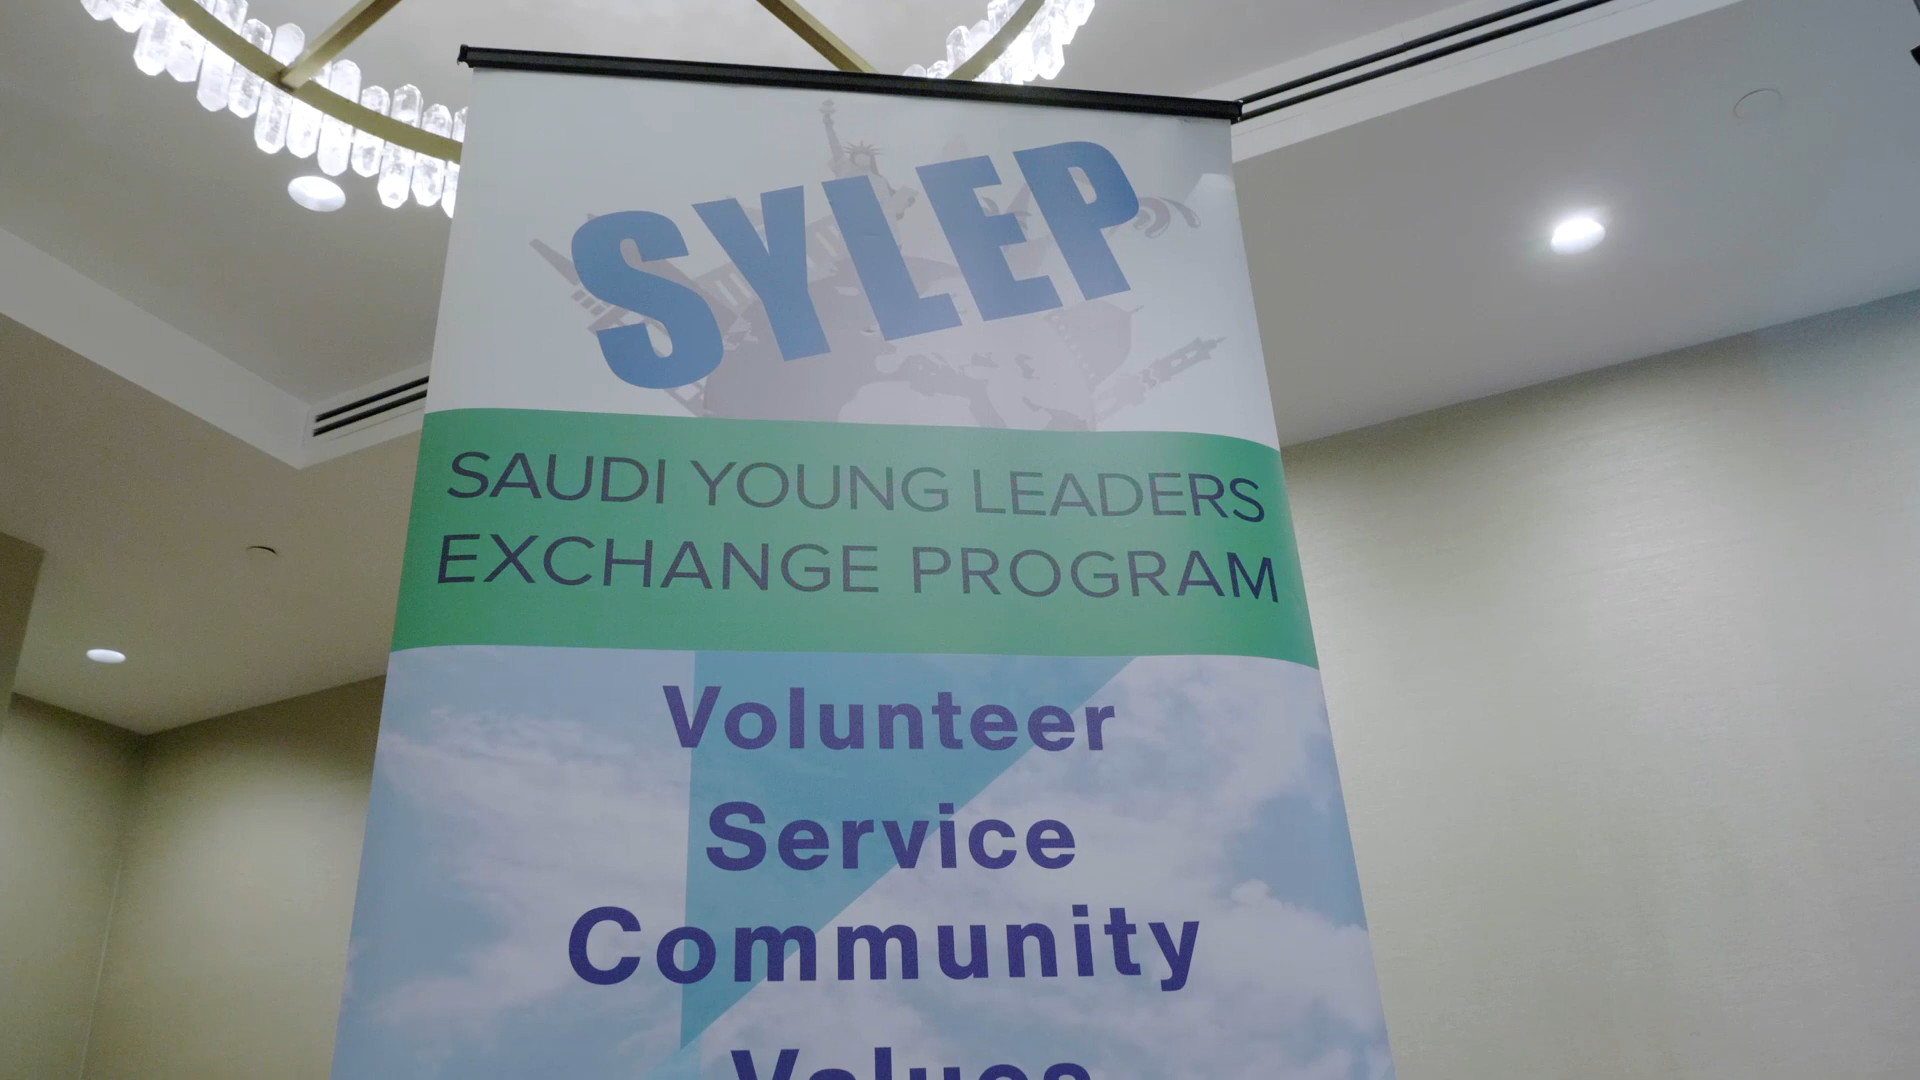 SYLEP
SAUDI YOUNG LEADERS
EXCHANGE PROGRAM
Volunteer
Service
Community
Values